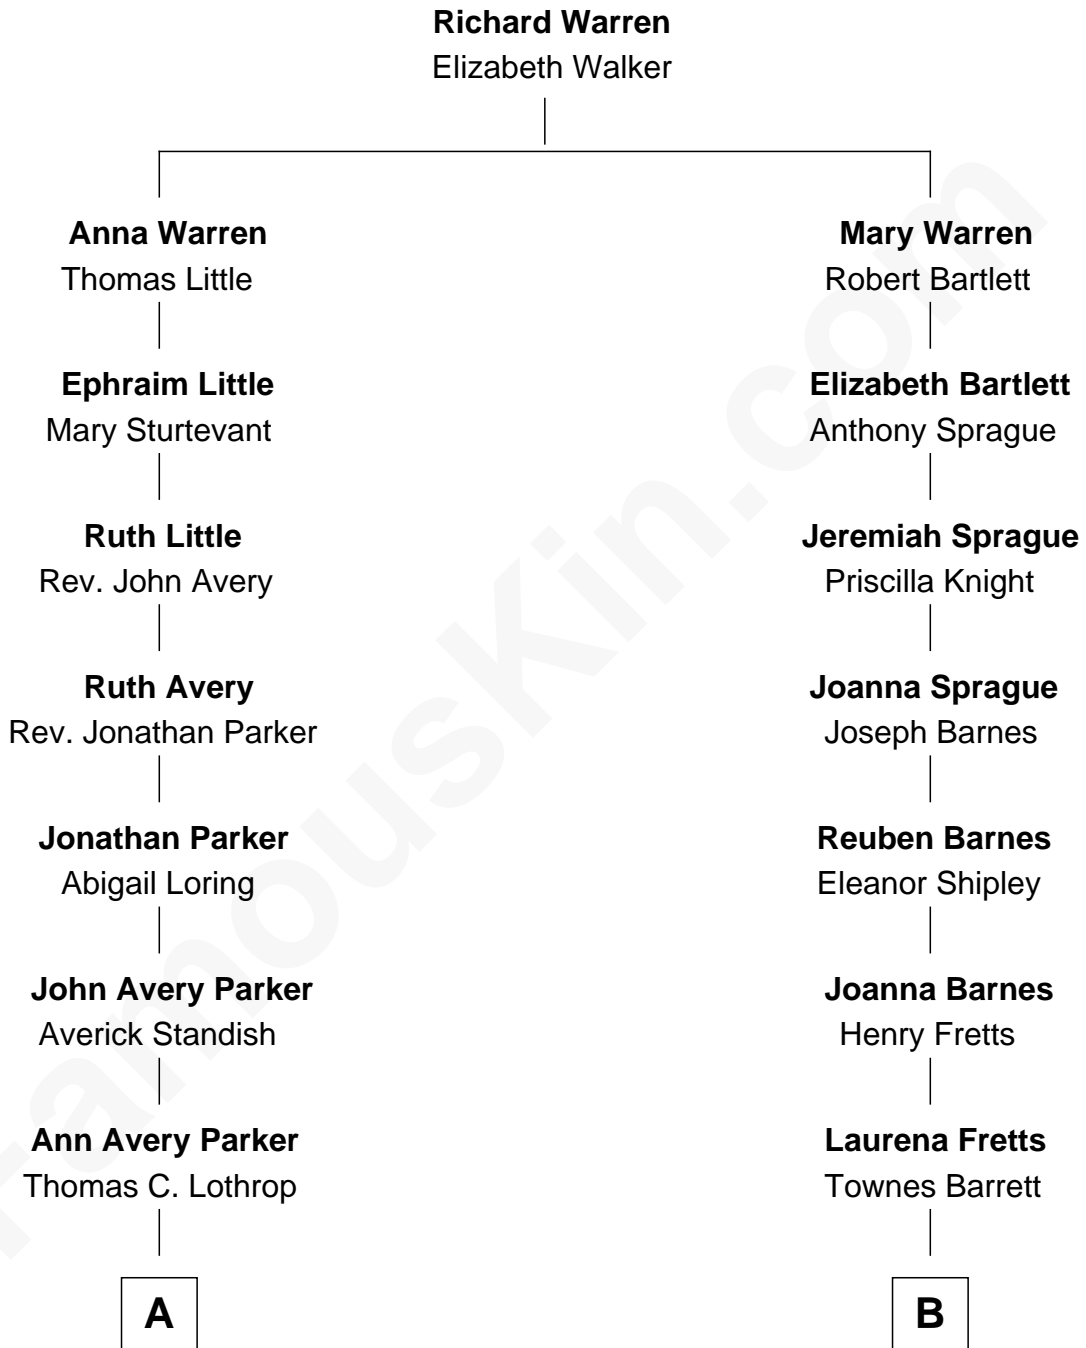 Richard Warren
Elizabeth Walker
Anna Warren
Thomas Little
Mary Warren
Robert Bartlett
Ephraim Little
Mary Sturtevant
Elizabeth Bartlett
Anthony Sprague
Ruth Little
Rev. John Avery
Jeremiah Sprague
Priscilla Knight
Ruth Avery
Rev. Jonathan Parker
Joanna Sprague
Joseph Barnes
Jonathan Parker
Abigail Loring
Reuben Barnes
Eleanor Shipley
John Avery Parker
Averick Standish
Joanna Barnes
Henry Fretts
Ann Avery Parker
Thomas C. Lothrop
Laurena Fretts
Townes Barrett
A
B
FamousKin.com